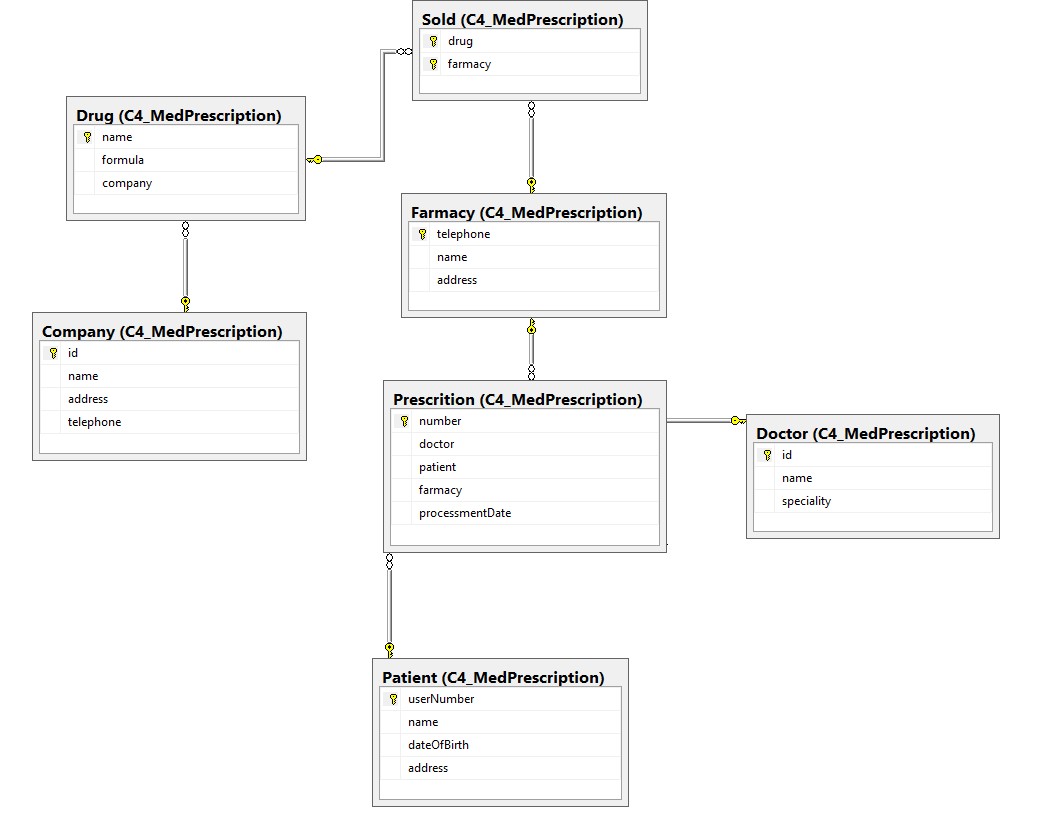 Sold (C4_MedPrescription)
drug
farmacy
Drug (C4_MedPrescription)
name
formula
company
Farmacy (C4_MedPrescription)
telephone
name
address
Company (C4_MedPrescription)
id
name
address
telephone
Prescrition (C4_MedPrescription)
number
doctor
patient
farmacy
processmentDate
Doctor (C4_MedPrescription)
id
name
speciality
Patient (C4_MedPrescription)
userNumber
name
dateOfBirth
address